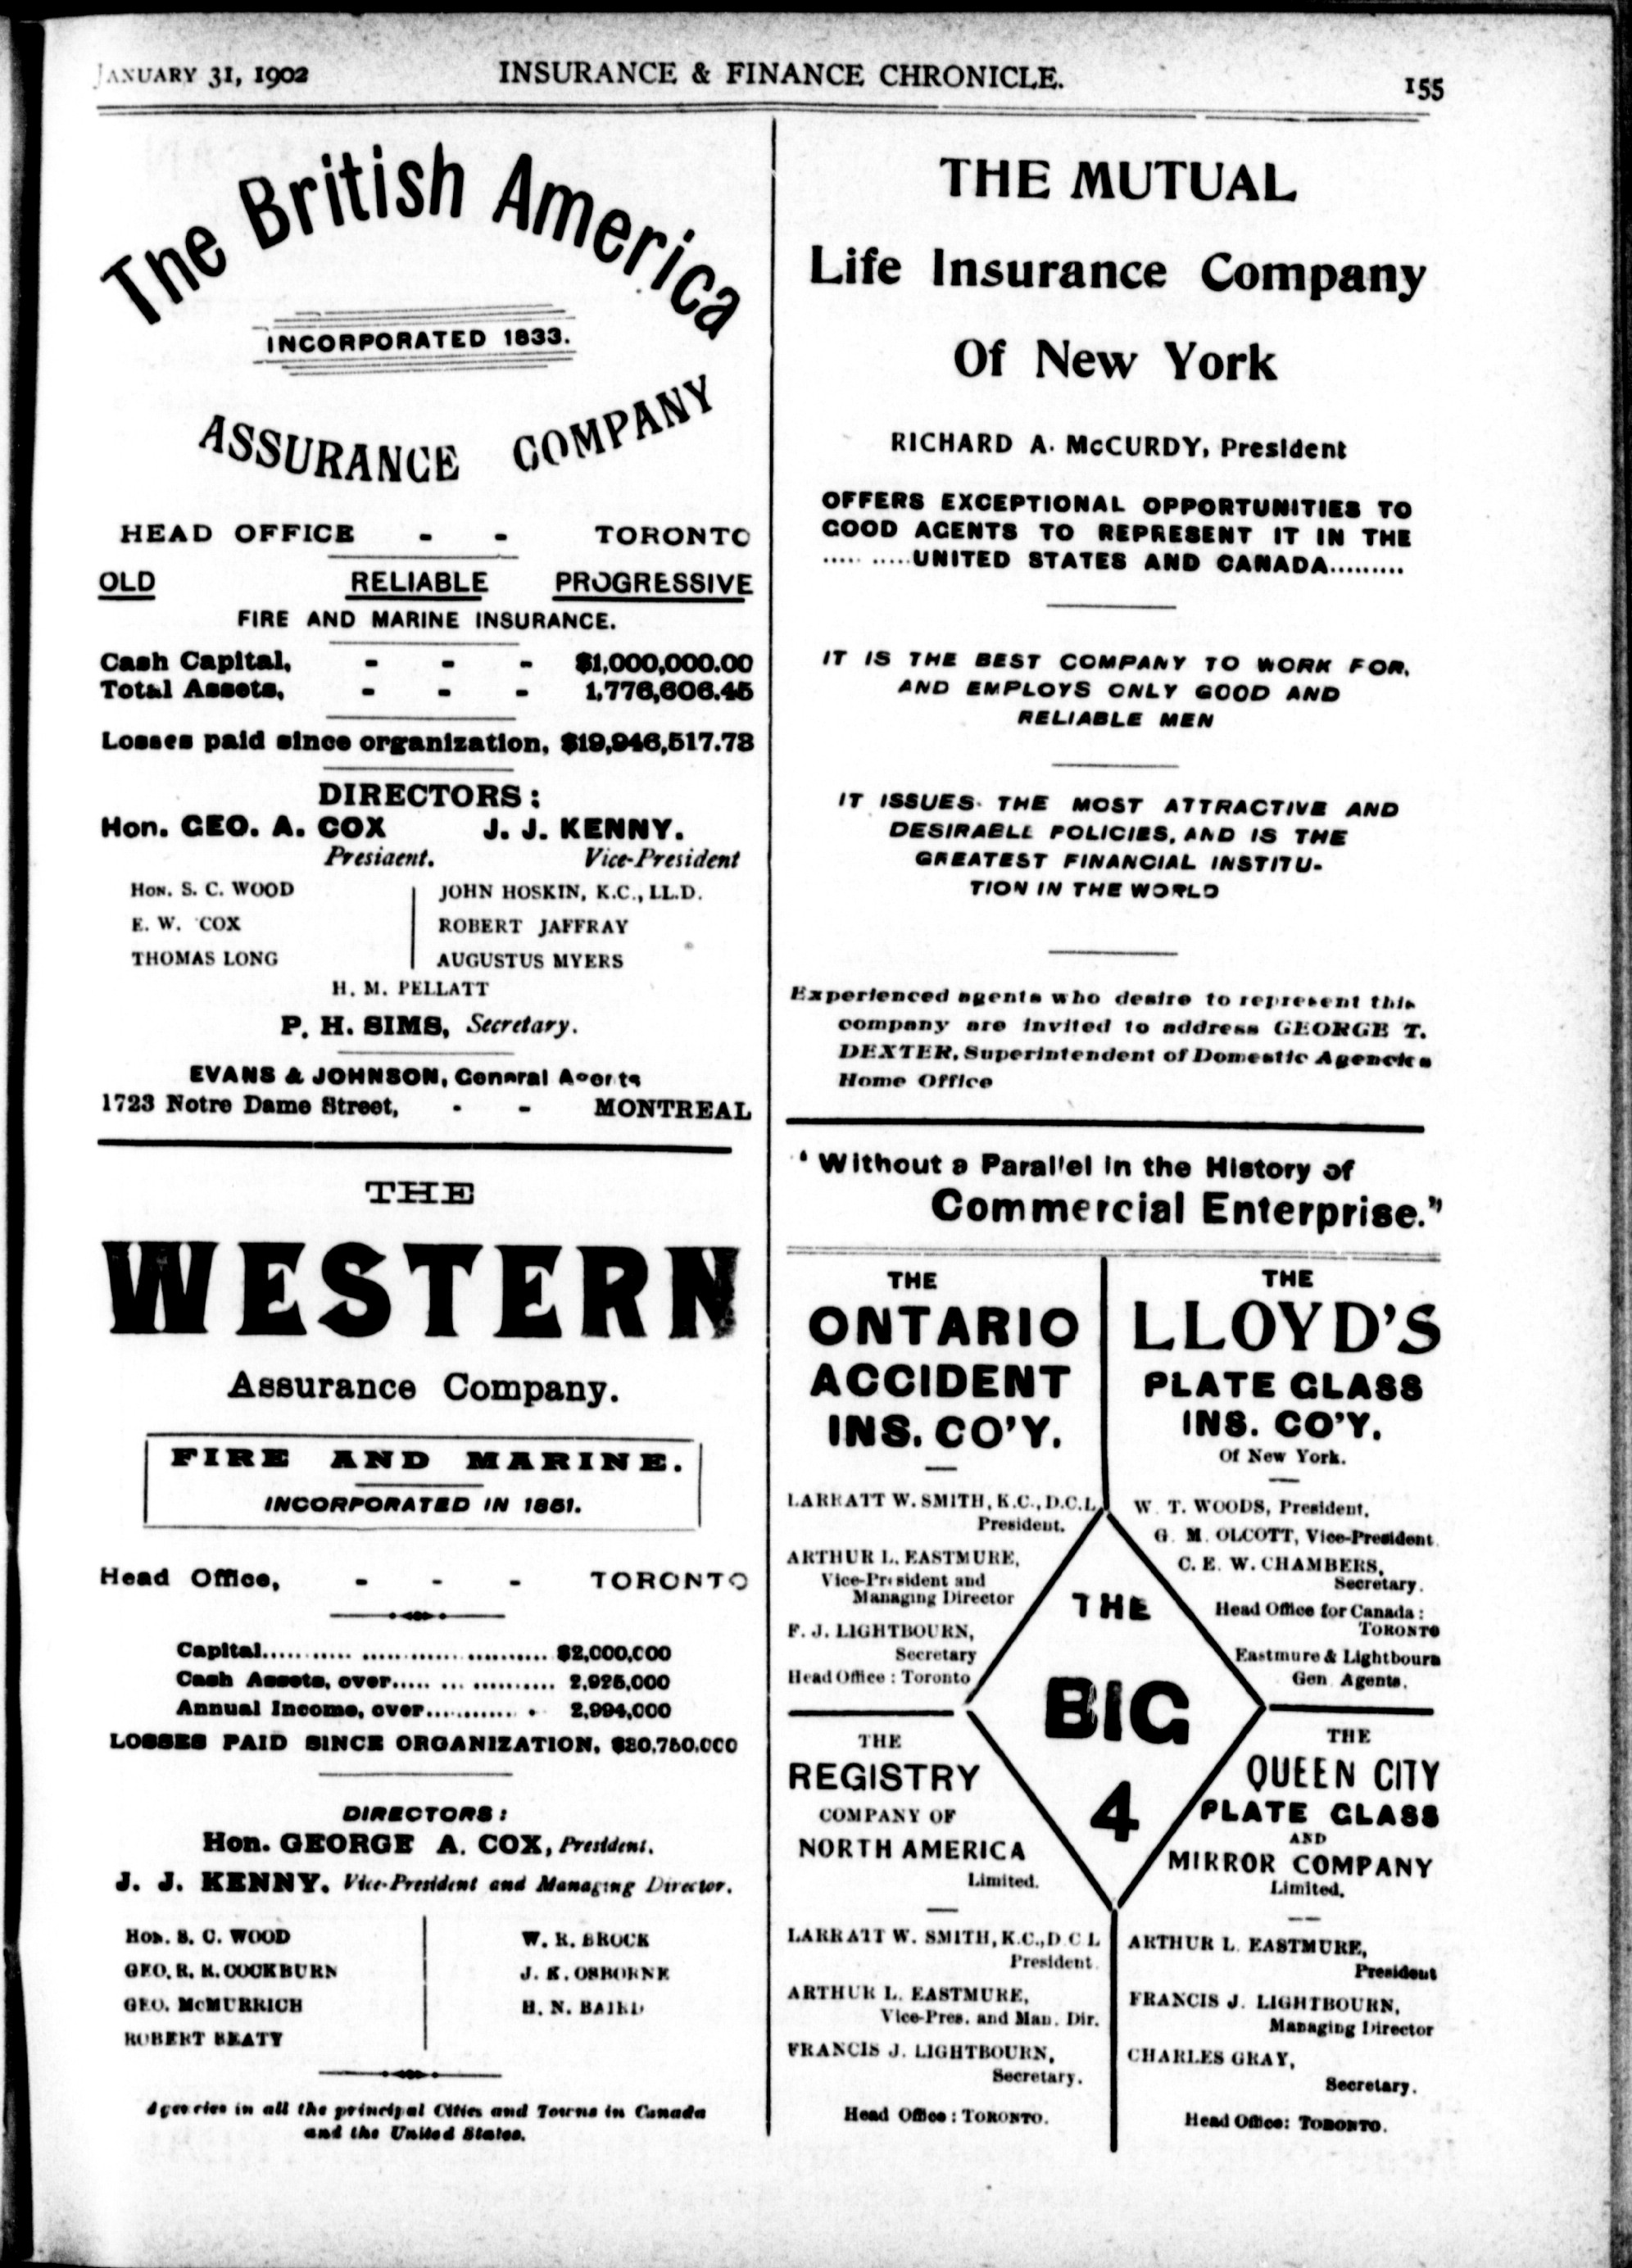 JANUARY 31, 1902 INSURANCE & FINANCE CHRONICLE. 155
The British America
INCORPORATED 1833.
ASSURANCE COMPANY
HEAD OFFICE - - TORONTO
OLD RELIABLE PROGRESSIVE
FIRE AND MARINE INSURANCE.
Cash Capital, - - - $1,000,000.00
Total Assets, - - - 1,776,606.45
Losses paid since organization, $19,946,517.73
DIRECTORS:
Hon. GEO. A. COX J. J. KENNY.
President. Vice-President
HON. S. C. WOOD JOHN HOSKIN, K.C., LL.D.
E. W. COX ROBERT JAFFRAY
THOMAS LONG AUGUSTUS MYERS
H. M. PELLATT
P. H. SIMS, Secretary.
EVANS & JOHNSON, General Agents
1723 Notre Dame Street, - - MONTREAL
THE
WESTERN
Assurance Company.
FIRE AND MARINE.
INCORPORATED IN 1851.
Head Office, - - - TORONTO
Capital........................................ $2,000,000
Cash Assets, over.................. 2,925,000
Annual Income, over............ 2,994,000
LOSSES PAID SINCE ORGANIZATION, $30,750,000
DIRECTORS:
Hon. GEORGE A. COX, President.
J. J. KENNY, Vice-President and Managing Director.
HON. S. C. WOOD W. R. BROCK
GEO. R. R. COCKBURN J. K. OSBORNE
GEO. McMURRICH H. N. BAIRD
ROBERT BEATY
Agencies in all the principal Cities and Towns in Canada
and the United States.
THE MUTUAL
Life Insurance Company
Of New York
RICHARD A. McCURDY, President
OFFERS EXCEPTIONAL OPPORTUNITIES TO
GOOD AGENTS TO REPRESENT IT IN THE
..... .....UNITED STATES AND CANADA.........
IT IS THE BEST COMPANY TO WORK FOR,
AND EMPLOYS ONLY GOOD AND
RELIABLE MEN
IT ISSUES THE MOST ATTRACTIVE AND
DESIRABLE POLICIES, AND IS THE
GREATEST FINANCIAL INSTITU-
TION IN THE WORLD
Experienced agents who desire to represent this
company are invited to address GEORGE T.
DEXTER, Superintendent of Domestic Agencies
Home Office
"Without a Parallel in the History of
Commercial Enterprise."
THE
ONTARIO
ACCIDENT
INS. CO'Y.
LARRATT W. SMITH, K.C., D.C.L.
President.
ARTHUR L. EASTMURE,
Vice-President and
Managing Director
F. J. LIGHTBOURN,
Secretary
Head Office: Toronto
THE
LLOYD'S
PLATE GLASS
INS. CO'Y.
Of New York.
W. T. WOODS, President.
G. M. OLCOTT, Vice-President.
C. E. W. CHAMBERS,
Secretary.
Head Office for Canada:
TORONTO
Eastmure & Lightbourn
Gen. Agents.
THE
BIG
4
THE
REGISTRY
COMPANY OF
NORTH AMERICA
Limited.
LARRATT W. SMITH, K.C., D.C.L.
President.
ARTHUR L. EASTMURE,
Vice-Pres. and Man. Dir.
FRANCIS J. LIGHTBOURN,
Secretary.
Head Office: TORONTO.
THE
QUEEN CITY
PLATE GLASS
AND
MIRROR COMPANY
Limited.
ARTHUR L. EASTMURE,
President
FRANCIS J. LIGHTBOURN,
Managing Director
CHARLES GRAY,
Secretary.
Head Office: TORONTO.